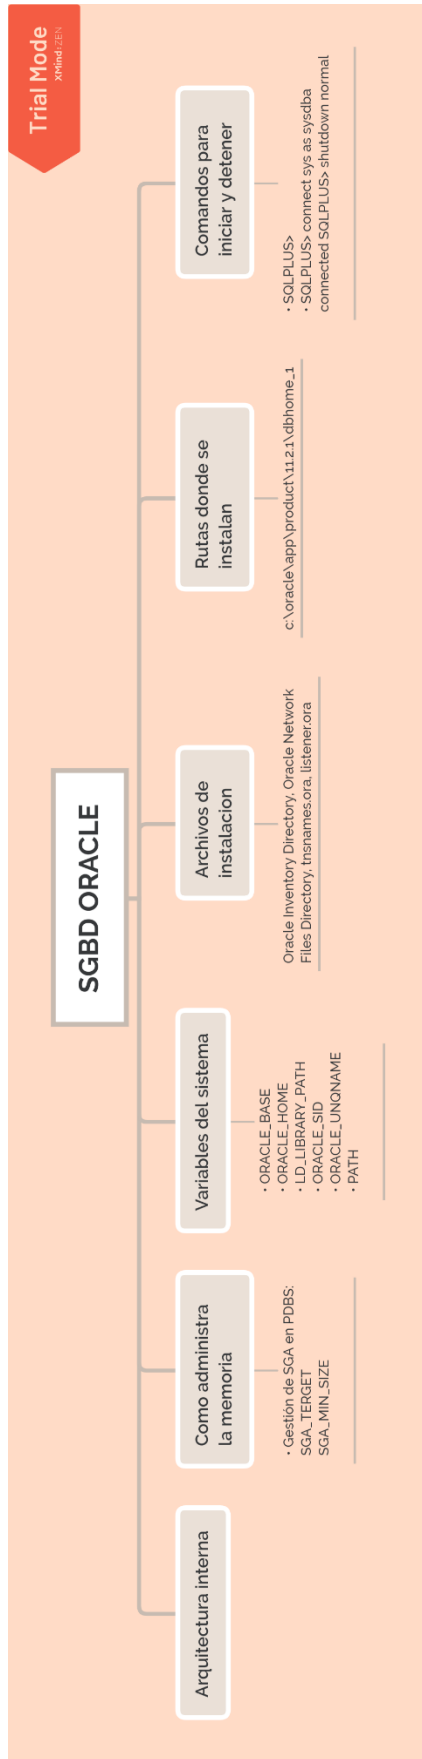 SGBD ORACLE
Arquitectura interna
Como administra
la memoria
• Gestión de SGA en PDBS:
SGA_TERGET
SGA_MIN_SIZE
Variables del sistema
• ORACLE_BASE
• ORACLE_HOME
• LD_LIBRARY_PATH
• ORACLE_SID
• ORACLE_UNQNAME
• PATH
Archivos de
instalacion
Oracle Inventory Directory, Oracle Network
Files Directory, tnsnames.ora, listener.ora
Rutas donde se
instalan
c:\oracle\app\product\11.2.1\dbhome_1
Comandos para
iniciar y detener
• SQLPLUS>
• SQLPLUS> connect sys as sysdba
connected SQLPLUS> shutdown normal
Trial Mode
XMind:ZEN